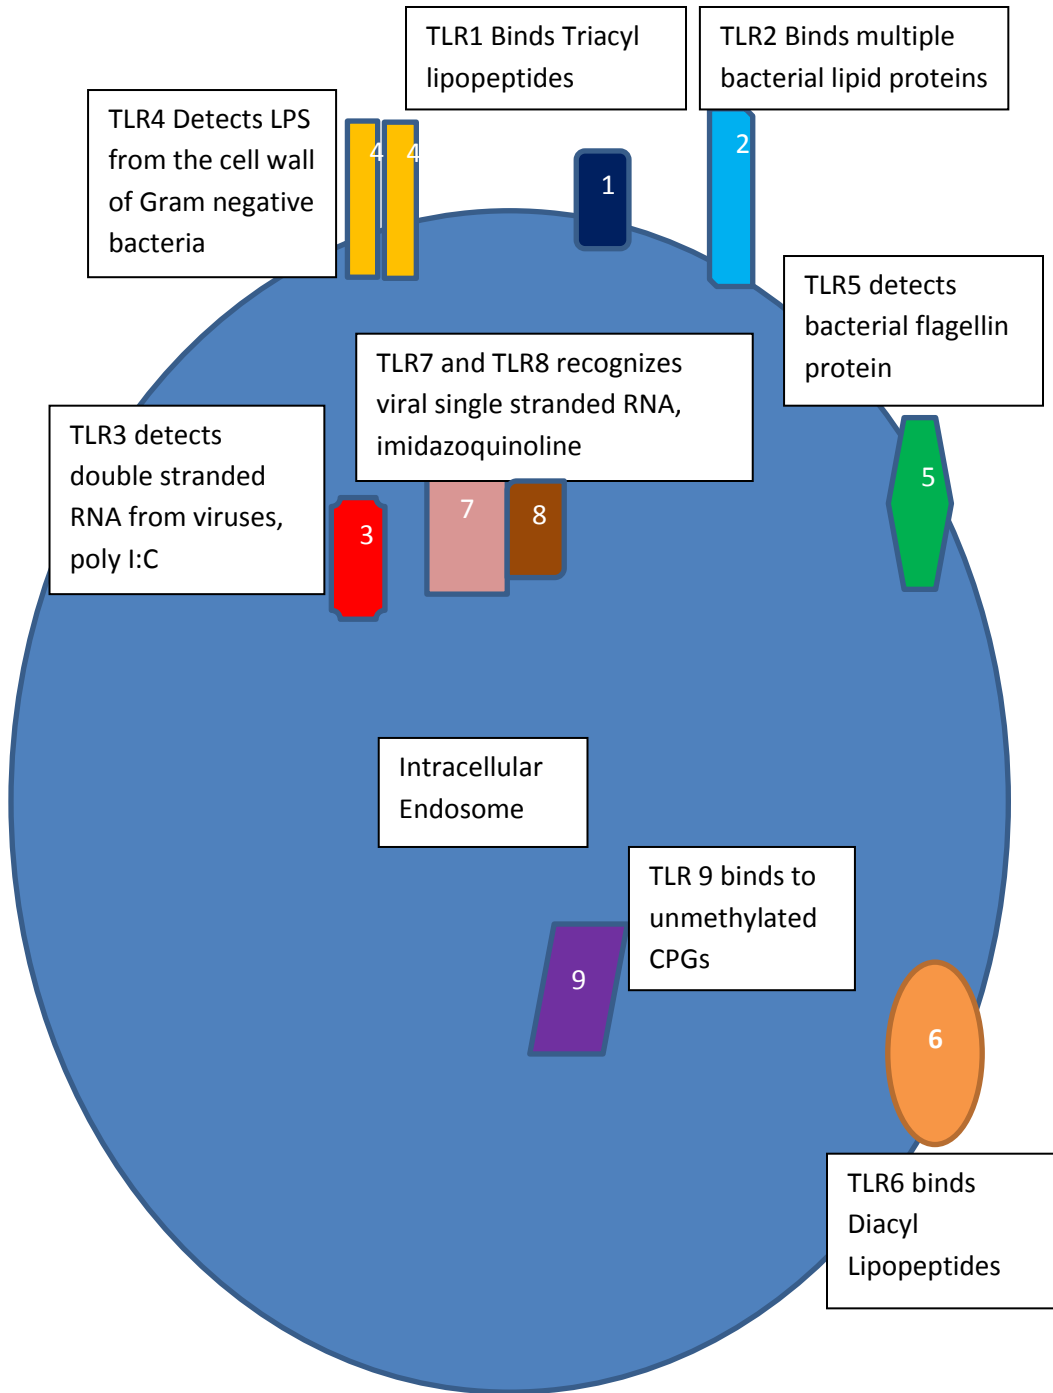 TLR1 Binds Triacyl
lipopeptides
TLR2 Binds multiple
bacterial lipid proteins
TLR4 Detects LPS
from the cell wall
of Gram negative
bacteria
4
4
1
2
TLR5 detects
bacterial flagellin
protein
TLR7 and TLR8 recognizes
viral single stranded RNA,
imidazoquinoline
TLR3 detects
double stranded
RNA from viruses,
poly I:C
3
7
8
5
Intracellular
Endosome
TLR 9 binds to
unmethylated
CPGs
9
6
TLR6 binds
Diacyl
Lipopeptides